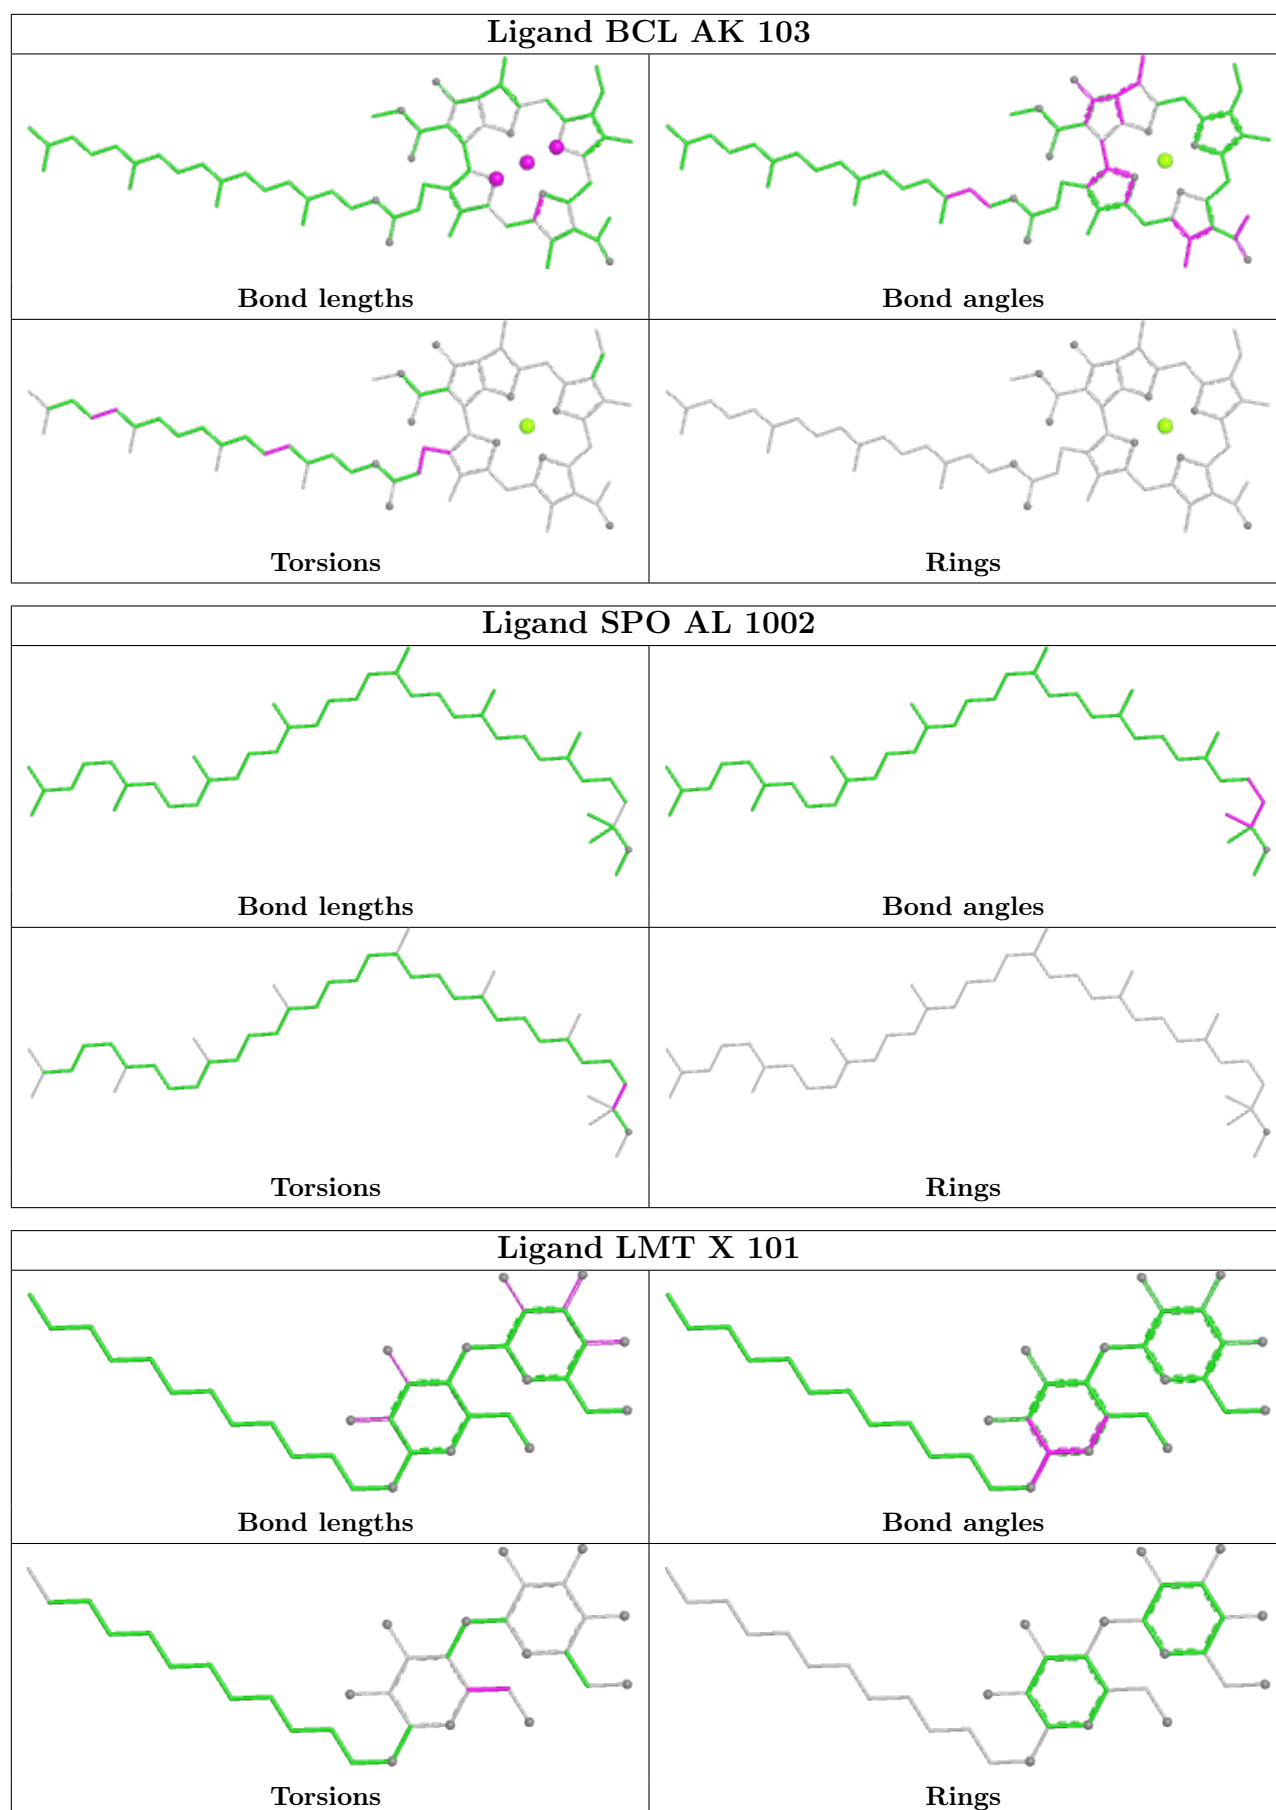 Ligand BCL AK 103
Bond lengths
Bond angles
Torsions
Rings
Ligand SPO AL 1002
Bond lengths
Bond angles
Torsions
Rings
Ligand LMT X 101
Bond lengths
Bond angles
Torsions
Rings